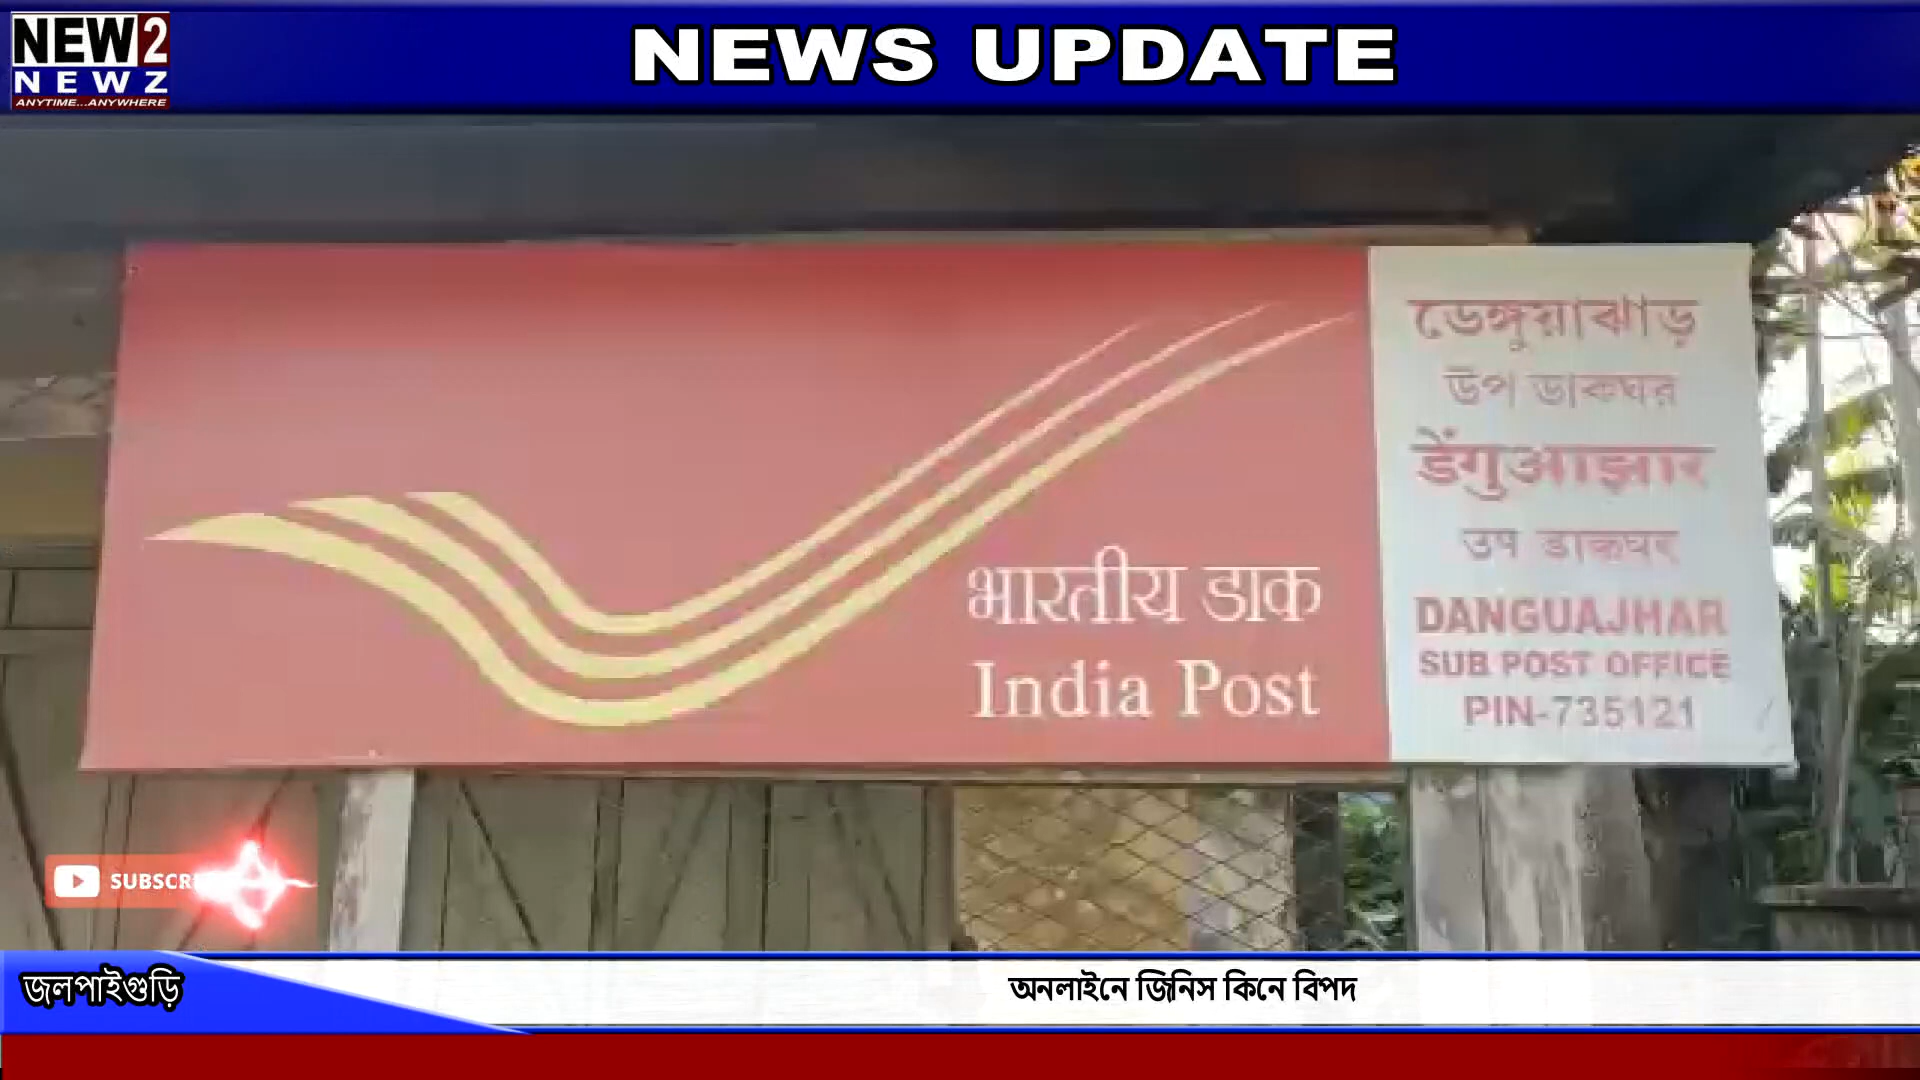 NEW2
NEWZ
ANYTIME...ANYWHERE
NEWS UPDATE
ডেঙ্গুয়াঝাড়
উপ ডাকঘর
डेंगुआझार
उप डाकघर
DANGUAJHAR
SUB POST OFFICE
PIN-735121
भारतीय डाक
India Post
জলপাইগুড়ি
অনলাইনে জিনিস কিনে বিপদ